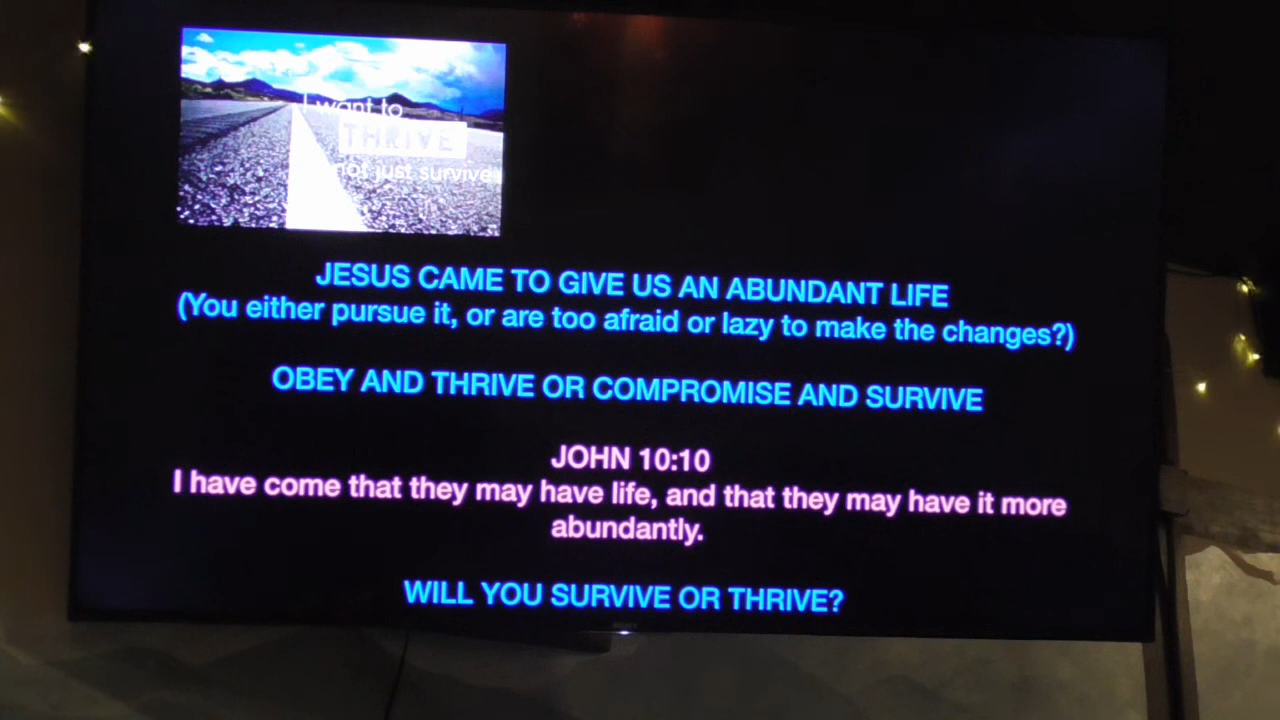 I want to
THRIVE
not just survive
JESUS CAME TO GIVE US AN ABUNDANT LIFE
(You either pursue it, or are too afraid or lazy to make the changes?)
OBEY AND THRIVE OR COMPROMISE AND SURVIVE
JOHN 10:10
I have come that they may have life, and that they may have it more
abundantly.
WILL YOU SURVIVE OR THRIVE?
SONY